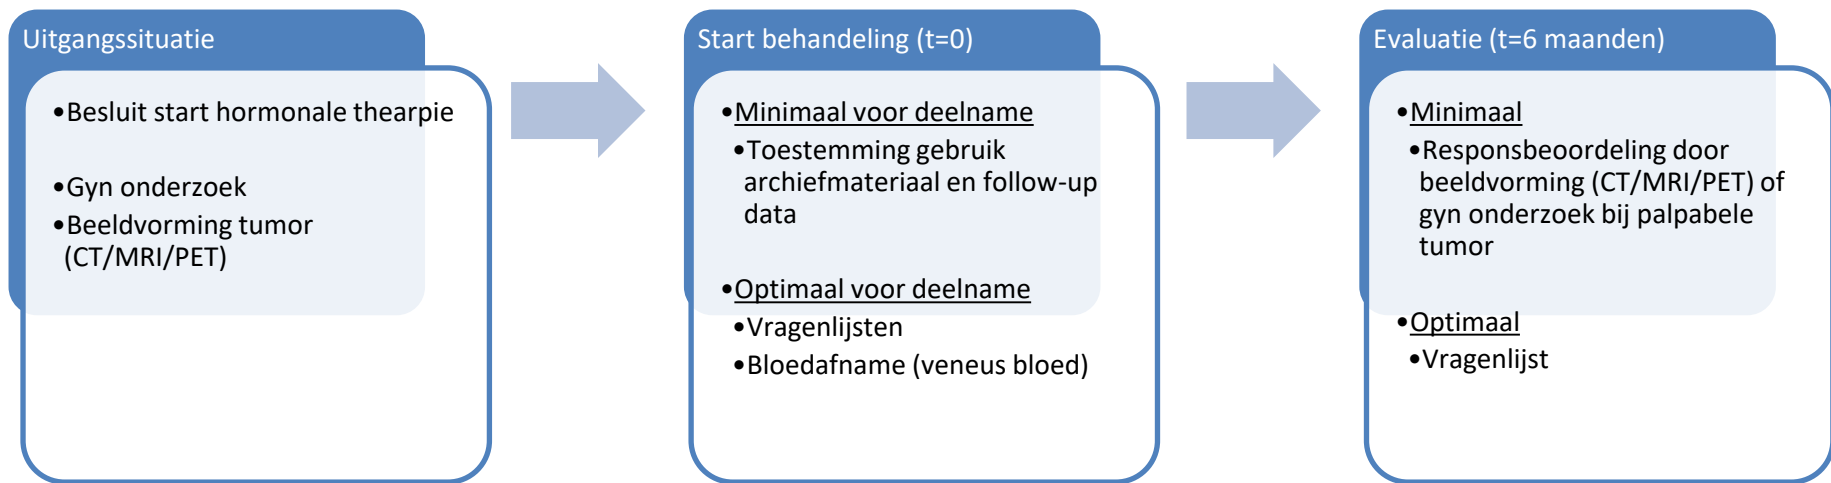 Uitgangssituatie
•Besluit start hormonale thearpie
•Gyn onderzoek
•Beeldvorming tumor
(CT/MRI/PET)
Start behandeling (t=0)
•Minimaal voor deelname
•Toestemming gebruik
archiefmateriaal en follow-up
data
•Optimaal voor deelname
•Vragenlijsten
•Bloedafname (veneus bloed)
Evaluatie (t=6 maanden)
•Minimaal
•Responsbeoordeling door
beeldvorming (CT/MRI/PET) of
gyn onderzoek bij palpabele
tumor
•Optimaal
•Vragenlijst